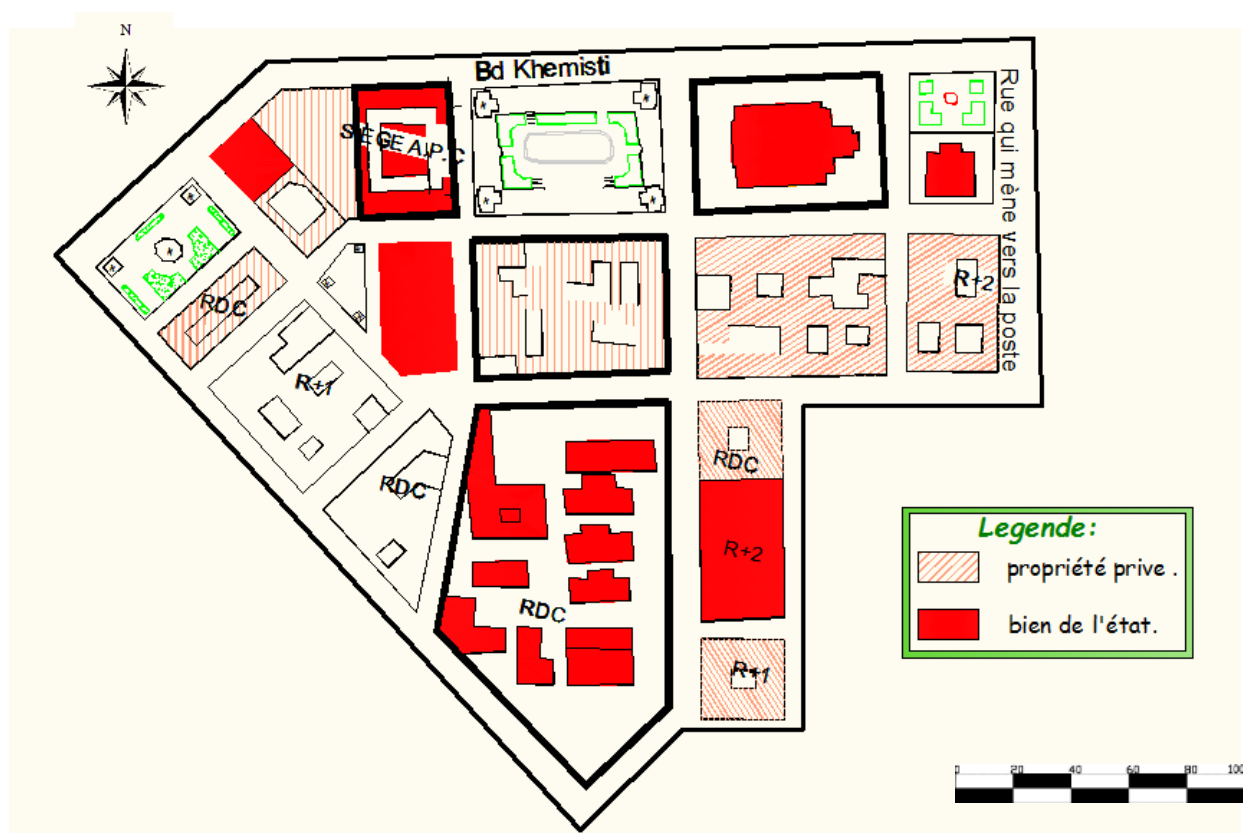 N
Bd Khemisti
SIEGE A.P.C
Rue qui mène vers la poste
RDC
R+2
R+1
RDC
RDC
R+2
RDC
R+1
Legende:
propriété prive .
bien de l'état.
0 20 40 60 80 100